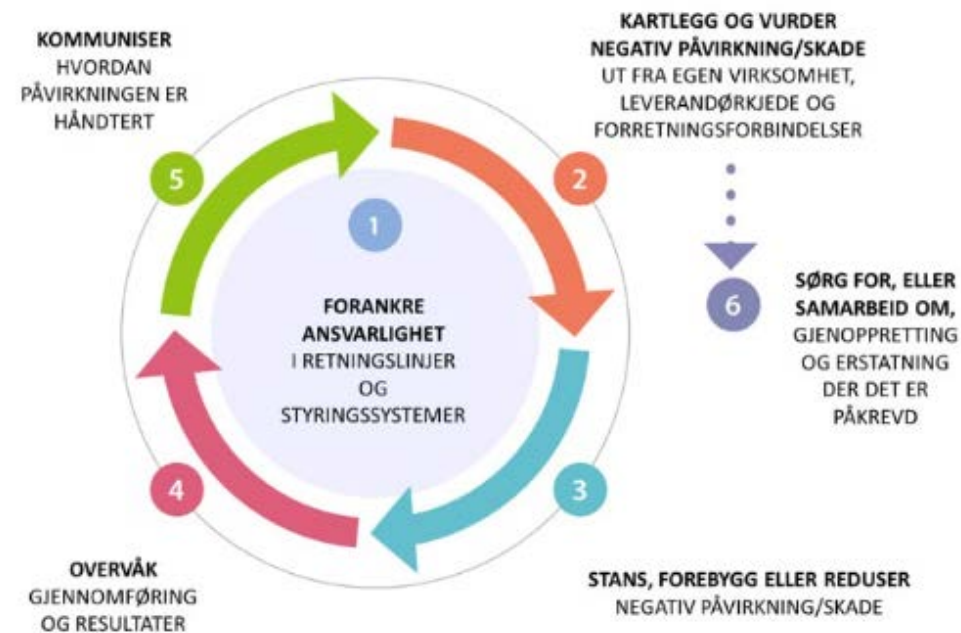 KOMMUNISER
HVORDAN
PÅVIRKNINGEN ER
HÅNDTERT
5
KARTLEGG OG VURDER
NEGATIV PÅVIRKNING/SKADE
UT FRA EGEN VIRKSOMHET,
LEVERANDØRKJEDE OG
FORRETNINGSFORBINDELSER
2
1
FORANKRE
ANSVARLIGHET
I RETNINGSLINJER
OG
STYRINGSSYSTEMER
6
SØRG FOR, ELLER
SAMARBEID OM,
GJENOPPRETTING
OG ERSTATNING
DER DET ER
PÅKREVD
4
OVERVÅK
GJENNOMFØRING
OG RESULTATER
3
STANS, FOREBYGG ELLER REDUSER
NEGATIV PÅVIRKNING/SKADE